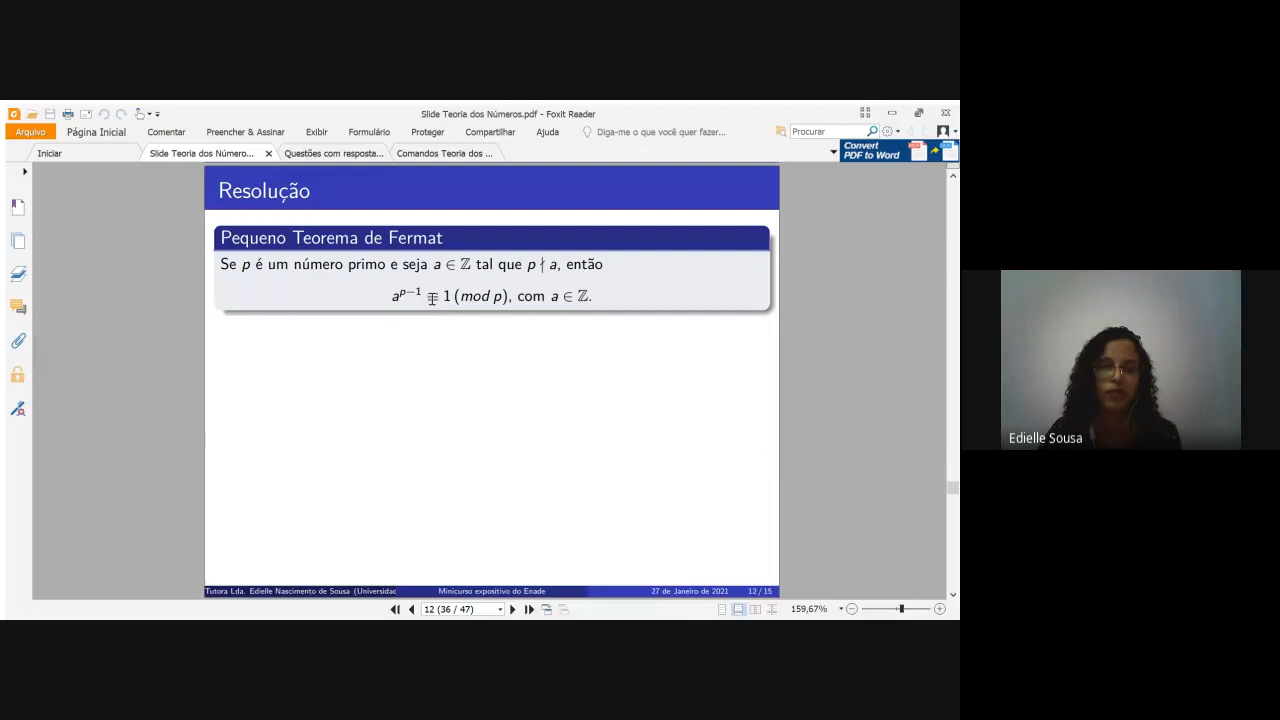 Slide Teoria dos Números.pdf - Foxit Reader
Arquivo Página Inicial Comentar Preencher & Assinar Exibir Formulário Proteger Compartilhar Ajuda Diga-me o que você quer fazer... Procurar
Iniciar Slide Teoria dos Número... Questões com resposta... Comandos Teoria dos ...
Convert
PDF to Word
Resolução
Pequeno Teorema de Fermat
Se p é um número primo e seja a ∈ ℤ tal que p ∤ a, então
a^{p−1} ≡ 1 (mod p), com a ∈ ℤ.
Edielle Sousa
Tutora Lda. Edielle Nascimento de Sousa (Universidad Minicurso expositivo do Enade 27 de Janeiro de 2021 12 / 15
12 (36 / 47) 159,67%